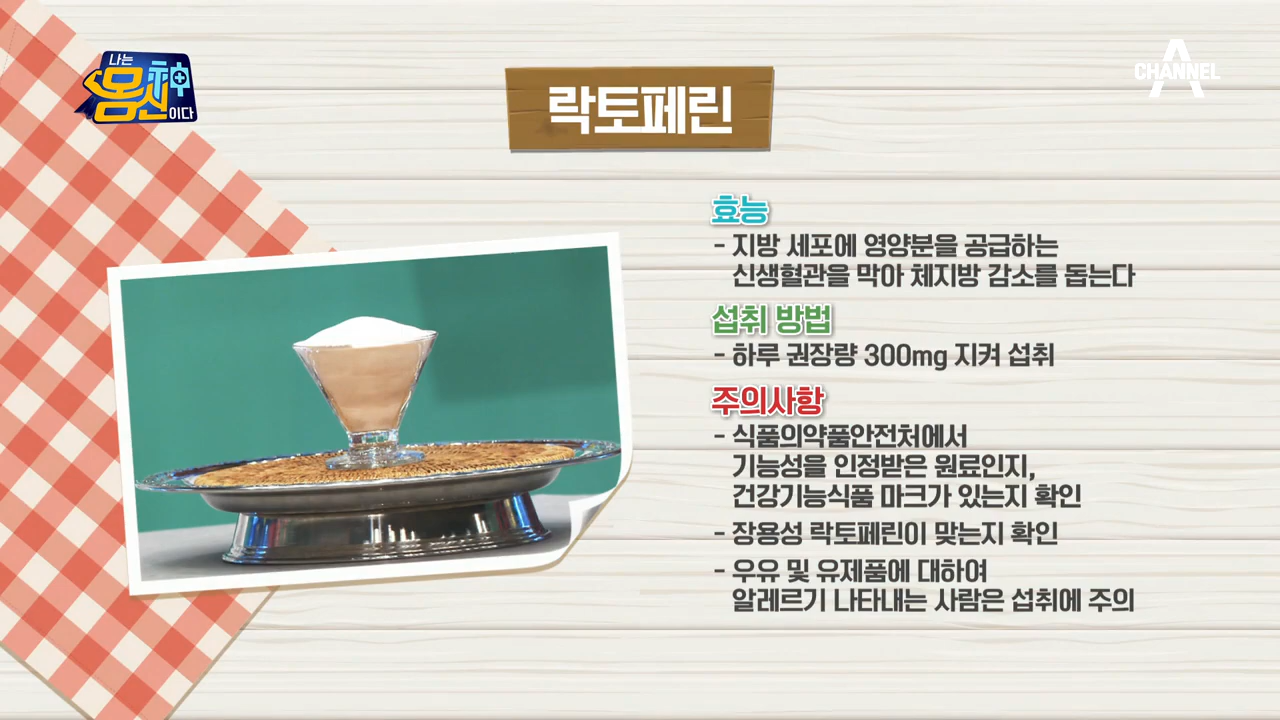 나는
몸神
이다
CHANNEL A
락토페린
효능
- 지방 세포에 영양분을 공급하는
신생혈관을 막아 체지방 감소를 돕는다
섭취 방법
- 하루 권장량 300mg 지켜 섭취
주의사항
- 식품의약품안전처에서
기능성을 인정받은 원료인지,
건강기능식품 마크가 있는지 확인
- 장용성 락토페린이 맞는지 확인
- 우유 및 유제품에 대하여
알레르기 나타내는 사람은 섭취에 주의